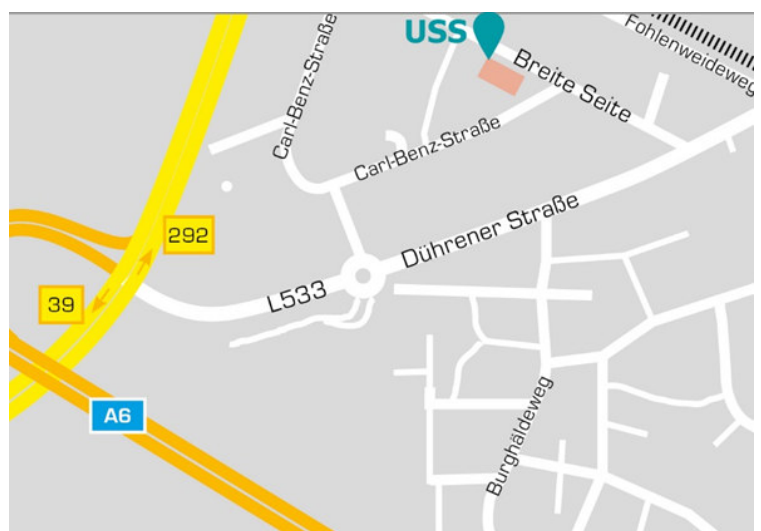 USS
Breite Seite
Fohlenweideweg
Carl-Benz-Straße
Carl-Benz-Straße
Dührener Straße
292
39
L533
A6
Burghäldeweg